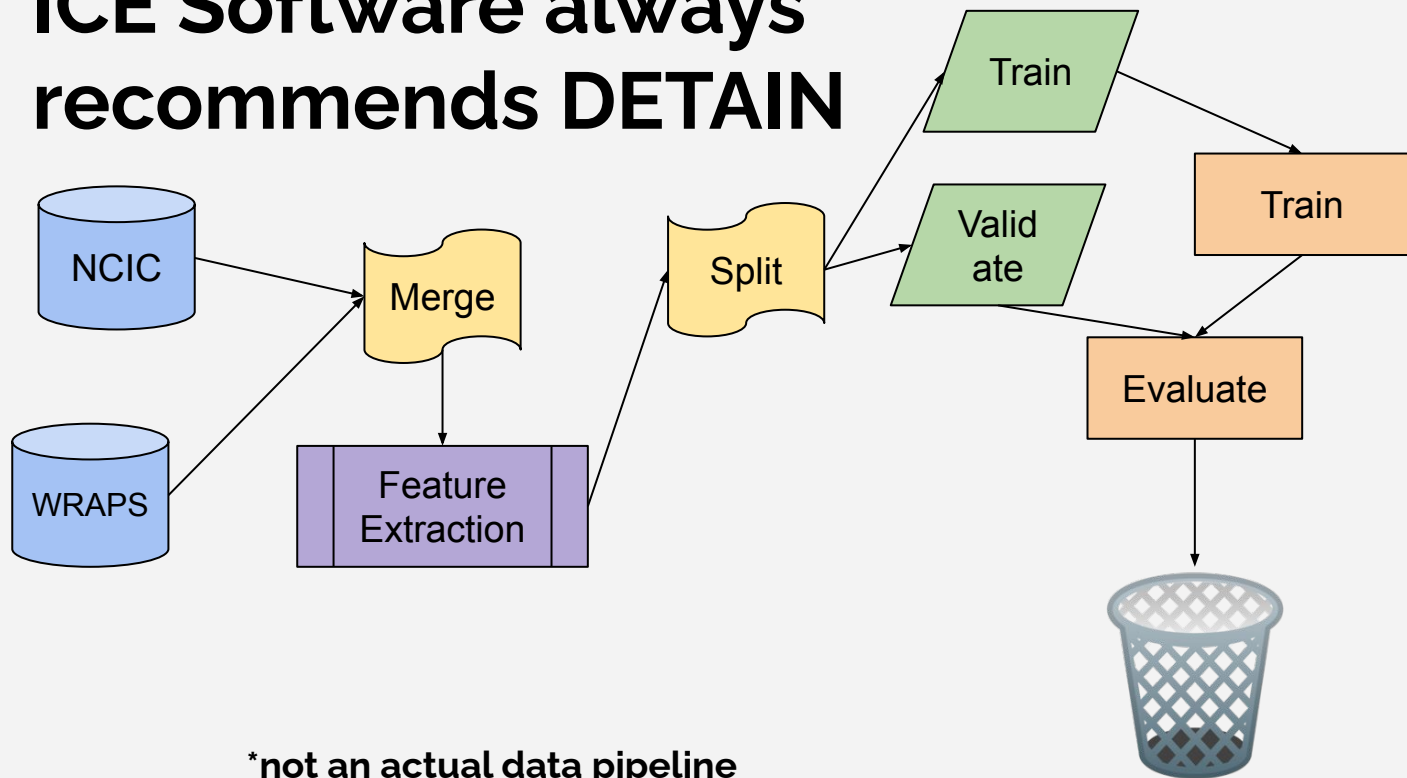 ICE Software always
recommends DETAIN
Train
Train
NCIC
Merge
Split
Valid
ate
Evaluate
WRAPS
Feature
Extraction
*not an actual data pipeline